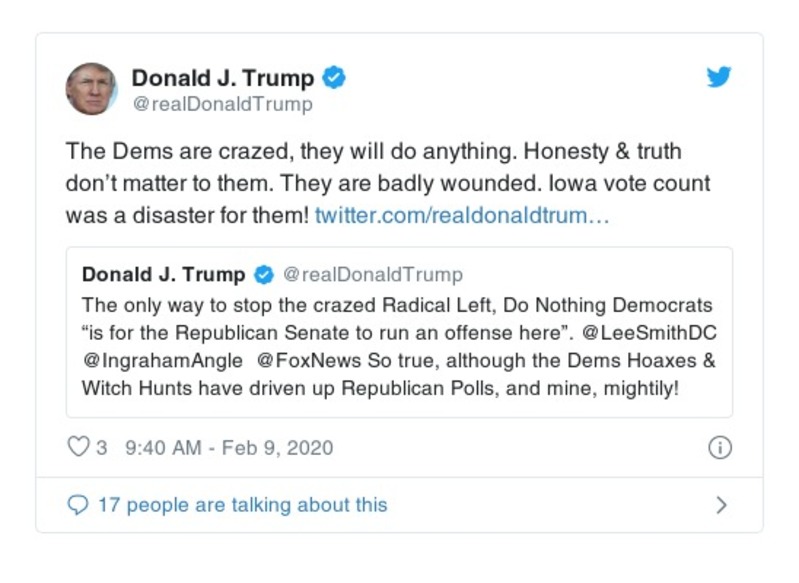 Donald J. Trump
@realDonaldTrump
The Dems are crazed, they will do anything. Honesty & truth
don’t matter to them. They are badly wounded. Iowa vote count
was a disaster for them! twitter.com/realdonaldtrum…
Donald J. Trump @realDonaldTrump
The only way to stop the crazed Radical Left, Do Nothing Democrats
“is for the Republican Senate to run an offense here”. @LeeSmithDC
@IngrahamAngle @FoxNews So true, although the Dems Hoaxes &
Witch Hunts have driven up Republican Polls, and mine, mightily!
3 9:40 AM - Feb 9, 2020
17 people are talking about this